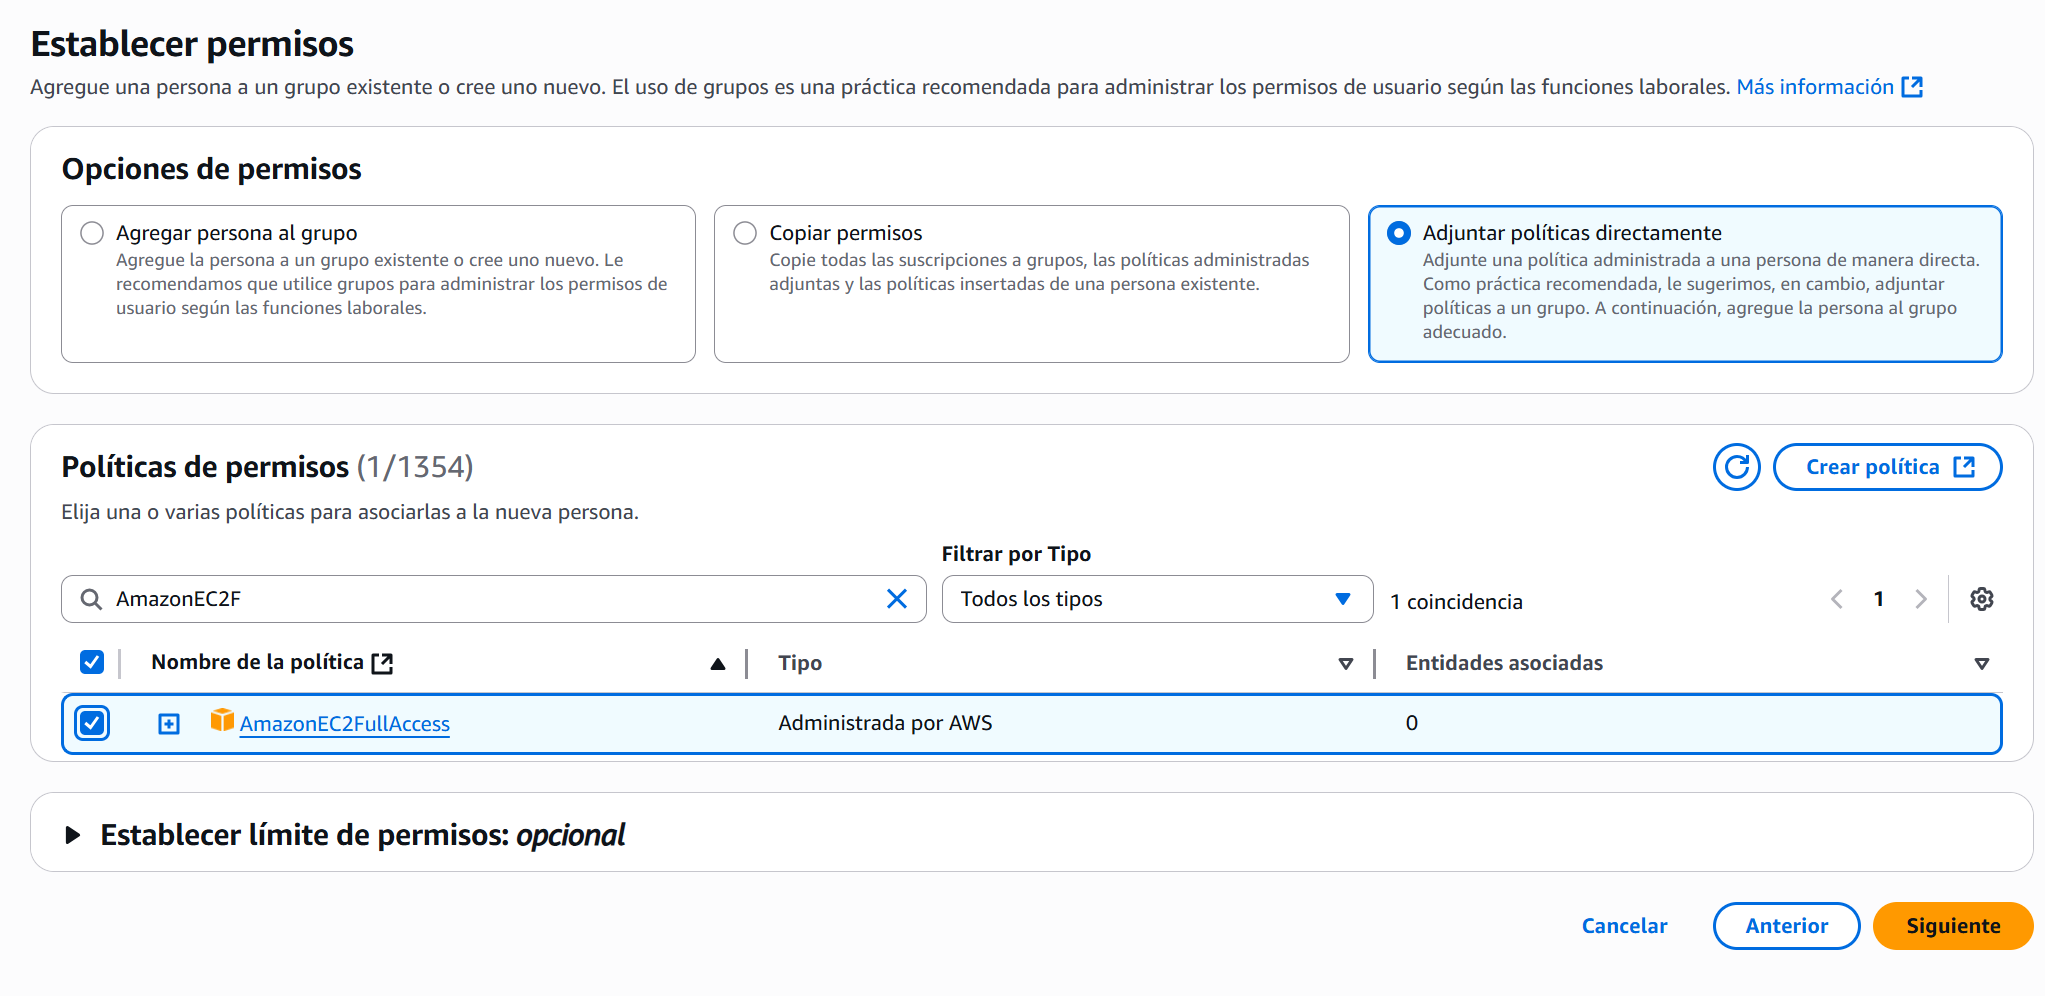 Establecer permisos
Agregue una persona a un grupo existente o cree uno nuevo. El uso de grupos es una práctica recomendada para administrar los permisos de usuario según las funciones laborales. Más información
Opciones de permisos
Agregar persona al grupo
Agregue la persona a un grupo existente o cree uno nuevo. Le
recomendamos que utilice grupos para administrar los permisos de
usuario según las funciones laborales.
Copiar permisos
Copie todas las suscripciones a grupos, las políticas administradas
adjuntas y las políticas insertadas de una persona existente.
Adjuntar políticas directamente
Adjunte una política administrada a una persona de manera directa.
Como práctica recomendada, le sugerimos, en cambio, adjuntar
políticas a un grupo. A continuación, agregue la persona al grupo
adecuado.
Políticas de permisos (1/1354)
Crear política
Elija una o varias políticas para asociarlas a la nueva persona.
Filtrar por Tipo
AmazonEC2F
Todos los tipos
1 coincidencia
1
Nombre de la política
Tipo
Entidades asociadas
AmazonEC2FullAccess
Administrada por AWS
0
Establecer límite de permisos: opcional
Cancelar
Anterior
Siguiente